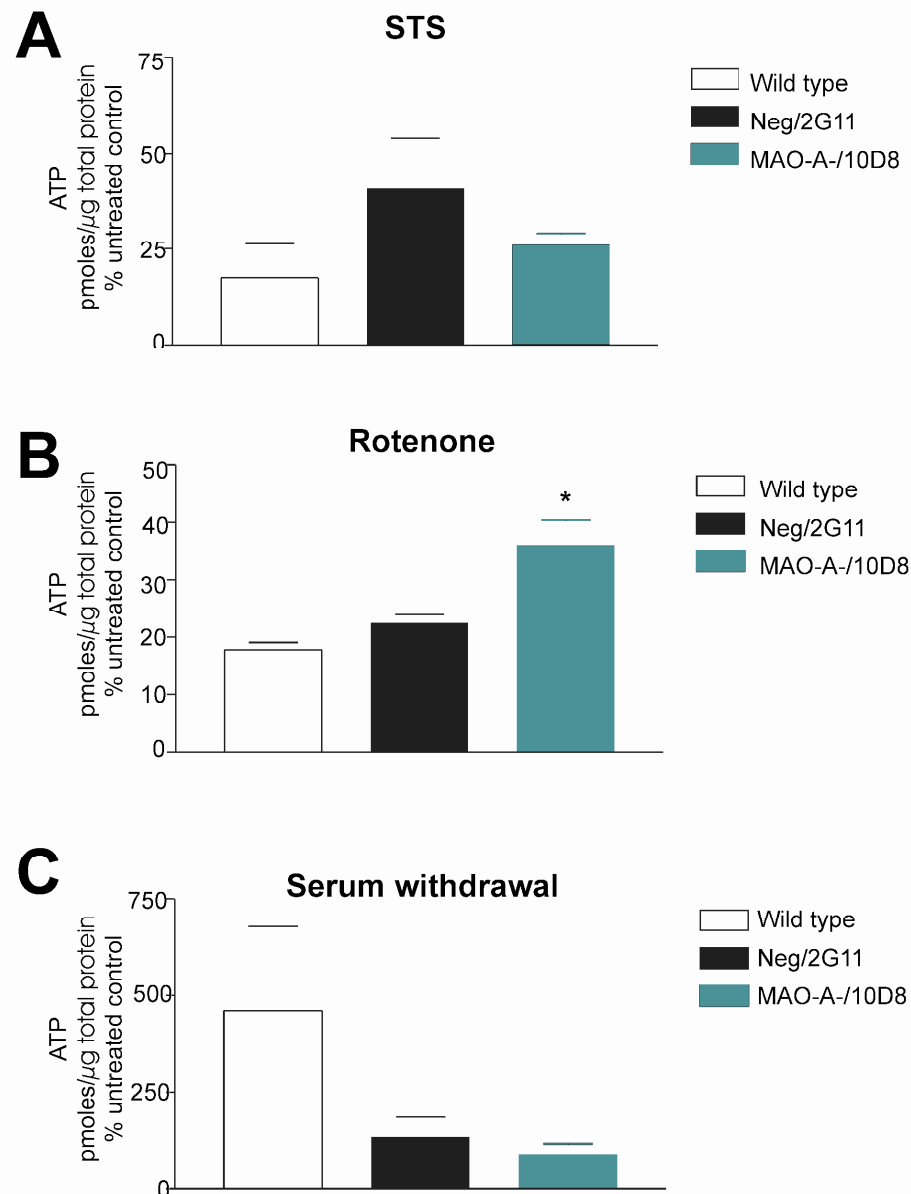 A
STS
75
50
25
0
ATP
pmoles/µg total protein
% untreated control
Wild type
Neg/2G11
MAO-A-/10D8
B
Rotenone
50
40
30
20
10
0
ATP
pmoles/µg total protein
% untreated control
*
Wild type
Neg/2G11
MAO-A-/10D8
C
Serum withdrawal
750
500
250
0
ATP
pmoles/µg total protein
% untreated control
Wild type
Neg/2G11
MAO-A-/10D8